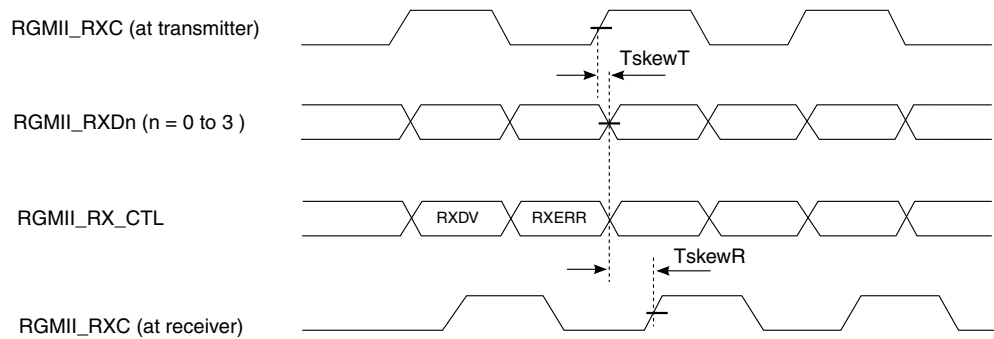 RGMII_RXC (at transmitter)
TskewT
RGMII_RXDn (n = 0 to 3 )
RGMII_RX_CTL
RXDV
RXERR
TskewR
RGMII_RXC (at receiver)